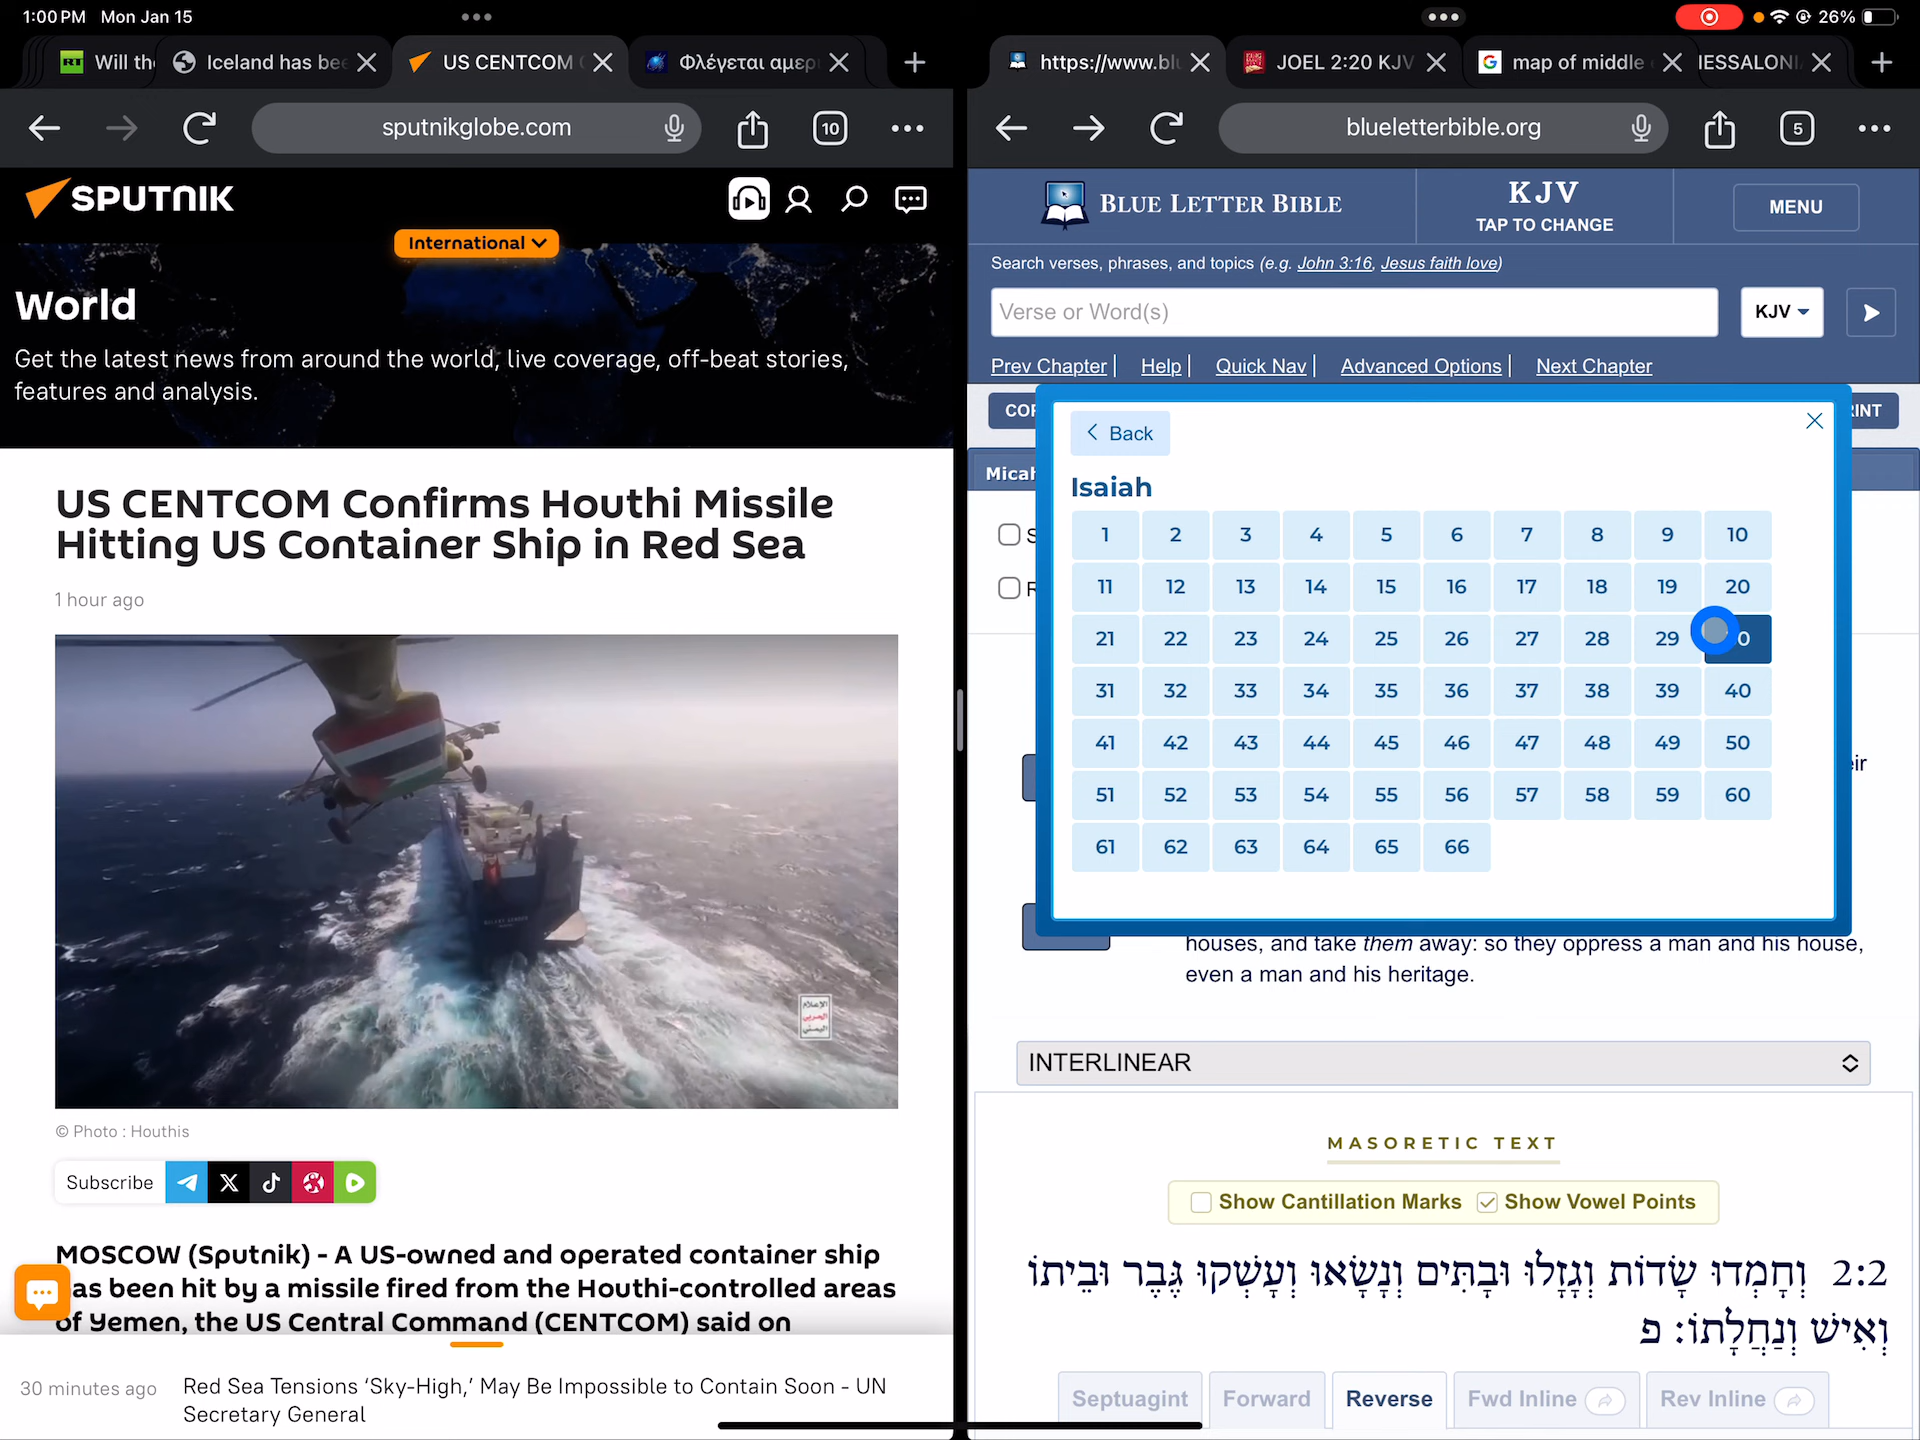 1:00 PM Mon Jan 15
26%
Will the
Iceland has bee
US CENTCOM
Φλέγεται αμερ
https://www.bl
JOEL 2:20 KJV
map of middle
IESSALONI
sputnikglobe.com
10
blueletterbible.org
5
SPUTNIK
International
World
Get the latest news from around the world, live coverage, off-beat stories,
features and analysis.
US CENTCOM Confirms Houthi Missile
Hitting US Container Ship in Red Sea
1 hour ago
الإعلام
الحربي
اليمني
© Photo : Houthis
Subscribe
MOSCOW (Sputnik) - A US-owned and operated container ship
as been hit by a missile fired from the Houthi-controlled areas
of Yemen, the US Central Command (CENTCOM) said on
30 minutes ago Red Sea Tensions ‘Sky-High,’ May Be Impossible to Contain Soon - UN
Secretary General
BLUE LETTER BIBLE
KJV
TAP TO CHANGE
MENU
Search verses, phrases, and topics (e.g. John 3:16, Jesus faith love)
Verse or Word(s)
KJV
Prev Chapter | Help | Quick Nav | Advanced Options | Next Chapter
COP
INT
Micah
Back
Isaiah
1 2 3 4 5 6 7 8 9 10
11 12 13 14 15 16 17 18 19 20
21 22 23 24 25 26 27 28 29 0
31 32 33 34 35 36 37 38 39 40
41 42 43 44 45 46 47 48 49 50
51 52 53 54 55 56 57 58 59 60
61 62 63 64 65 66
S
R
eir
houses, and take them away: so they oppress a man and his house,
even a man and his heritage.
INTERLINEAR
MASORETIC TEXT
Show Cantillation Marks Show Vowel Points
2:2 וְחָמְדוּ שָׂדוֹת וְגָזָלוּ וּבָתִּים וְנָשָׂאוּ וְעָשְׁקוּ גֶּבֶר וּבֵיתוֹ
וְאִישׁ וְנַחֲלָתוֹ׃ פ
Septuagint Forward Reverse Fwd Inline Rev Inline